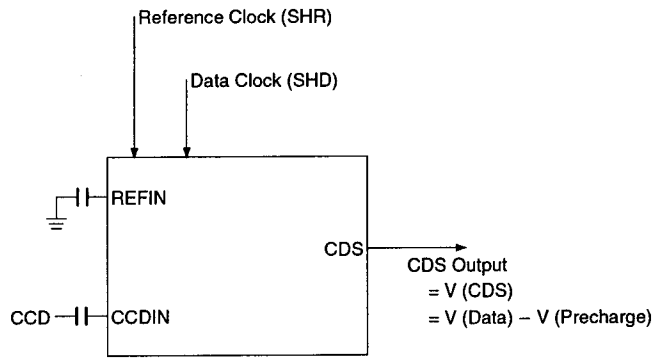 Reference Clock (SHR)
Data Clock (SHD)
REFIN
CDS
CDS Output
= V (CDS)
= V (Data) – V (Precharge)
CCD
CCDIN